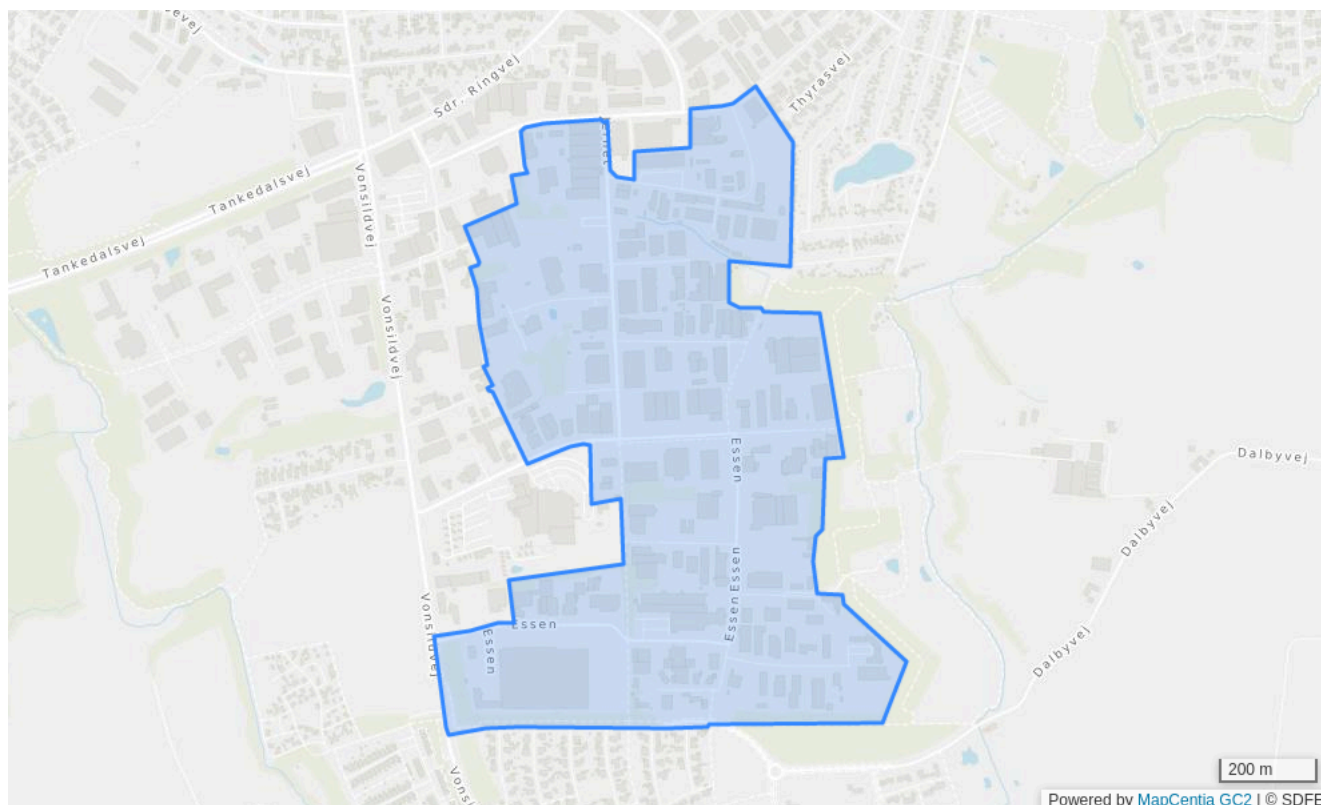 Sdr. Ringvej
Thyrasvej
Tankedalsvej
Vonsildvej
Tankedalsvej
Vonsildvej
Essen
Dalbyvej
Dalbyvej
Essen
Essen
Essen
Essen
Essen
Vonsildvej
Dalbyvej
200 m
Powered by MapCentia GC2 | © SDFE